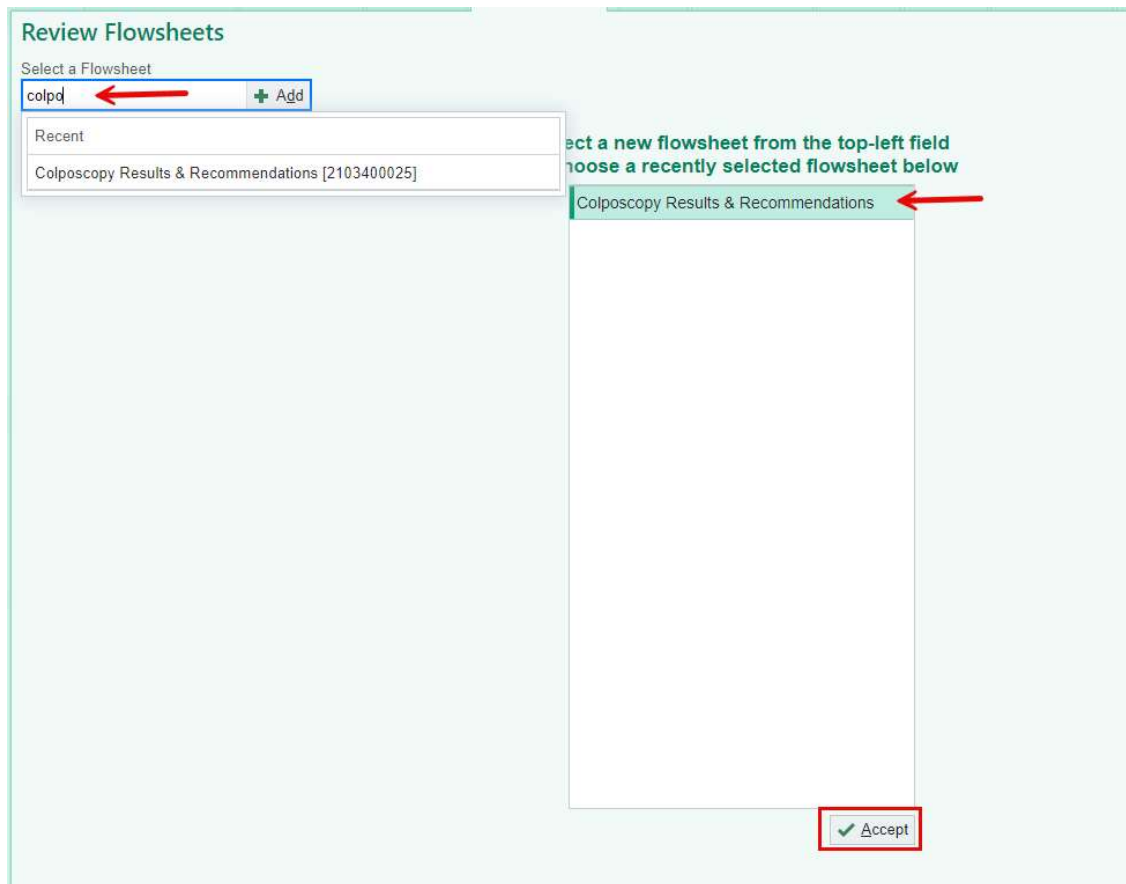 Review Flowsheets
Select a Flowsheet
colpo
Add
Recent
Colposcopy Results & Recommendations [2103400025]
ect a new flowsheet from the top-left field
hoose a recently selected flowsheet below
Colposcopy Results & Recommendations
Accept